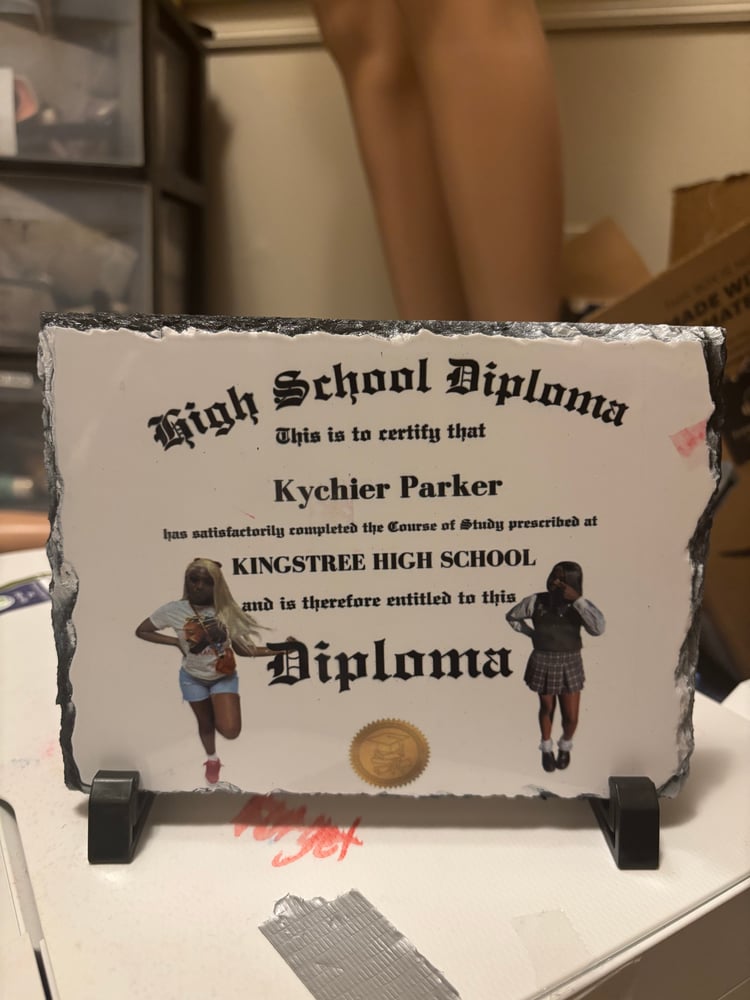 High School Diploma
This is to certify that
Kychier Parker
has satisfactorily completed the Course of Study prescribed at
KINGSTREE HIGH SCHOOL
and is therefore entitled to this
Diploma